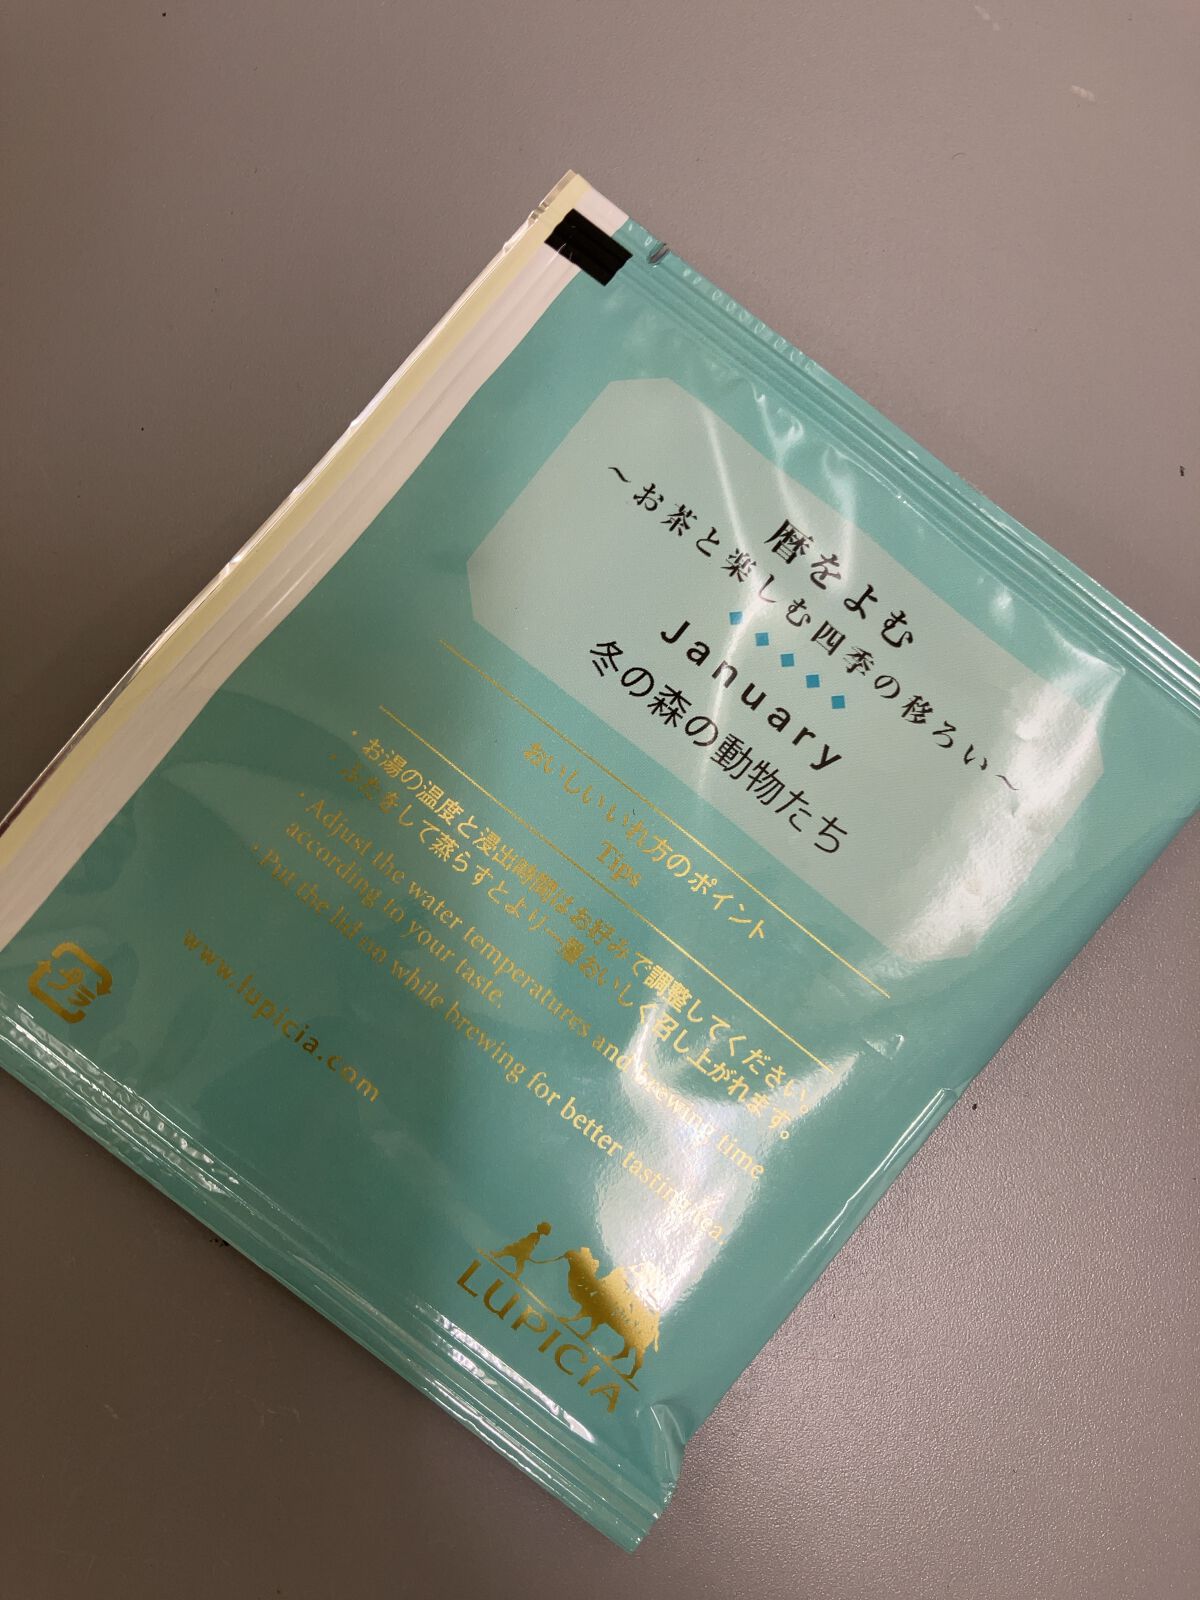 暦をよむ
～お茶と楽しむ四季の移ろい～
January
冬の森の動物たち
おいしいいれ方のポイント
Tips
・お湯の温度と浸出時間はお好みで調整してください。
・ふたをして蒸らすとより一層おいしく召し上がれます。
・Adjust the water temperatures and brewing time
according to your taste.
・Put the lid on while brewing for better tasting tea.
www.lupicia.com
プラ
LUPICIA